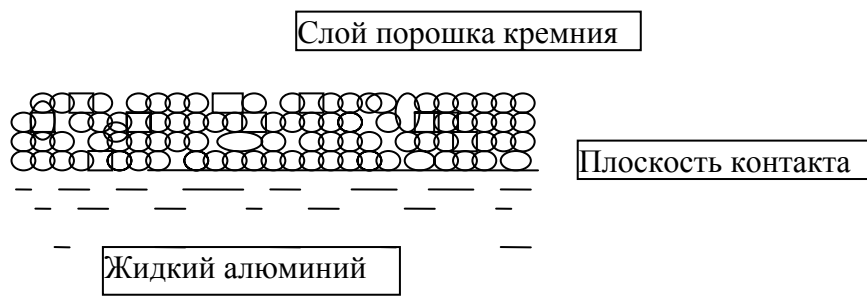 Слой порошка кремния
Плоскость контакта
Жидкий алюминий